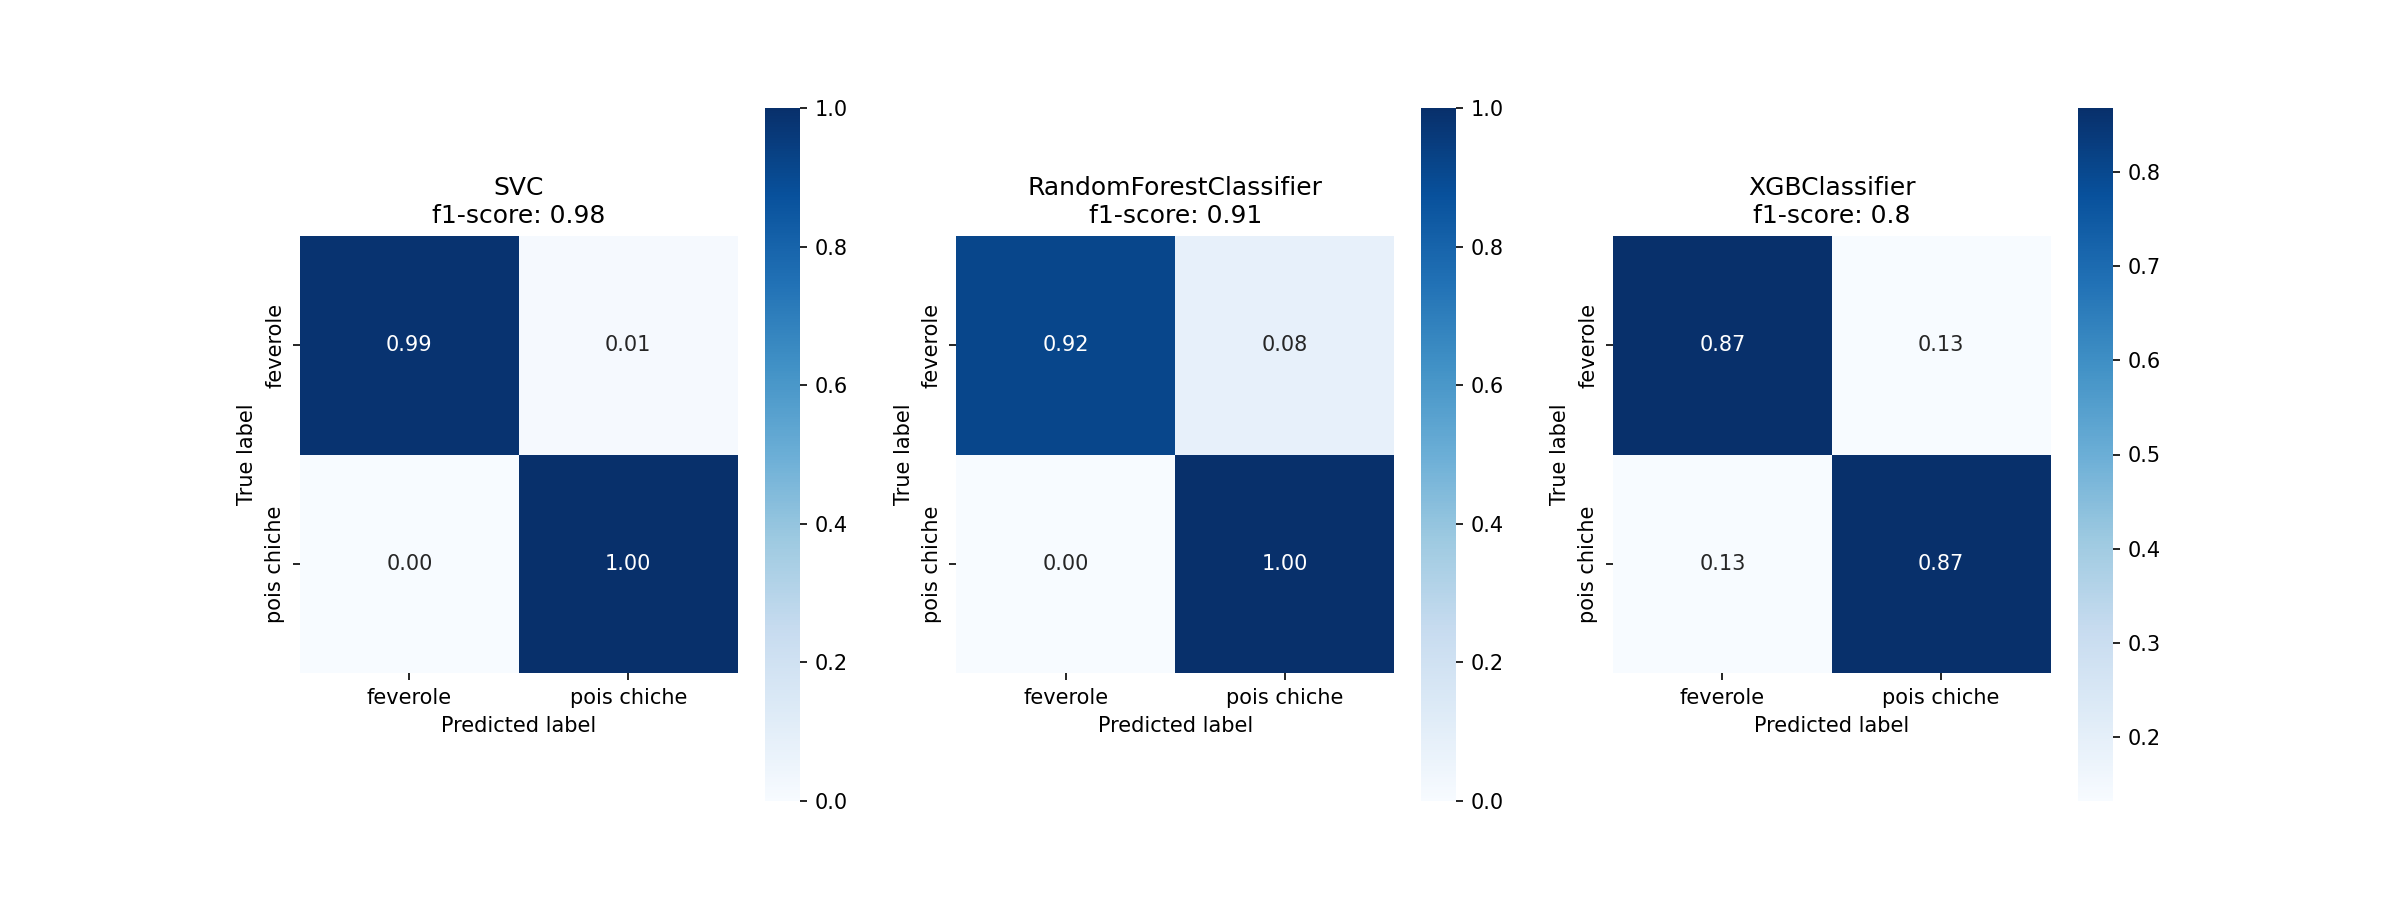 SVC
f1-score: 0.98
True label
feverole
pois chiche
0.99
0.01
0.00
1.00
feverole
pois chiche
Predicted label
1.0
0.8
0.6
0.4
0.2
0.0
RandomForestClassifier
f1-score: 0.91
True label
feverole
pois chiche
0.92
0.08
0.00
1.00
feverole
pois chiche
Predicted label
1.0
0.8
0.6
0.4
0.2
0.0
XGBClassifier
f1-score: 0.8
True label
feverole
pois chiche
0.87
0.13
0.13
0.87
feverole
pois chiche
Predicted label
0.8
0.7
0.6
0.5
0.4
0.3
0.2